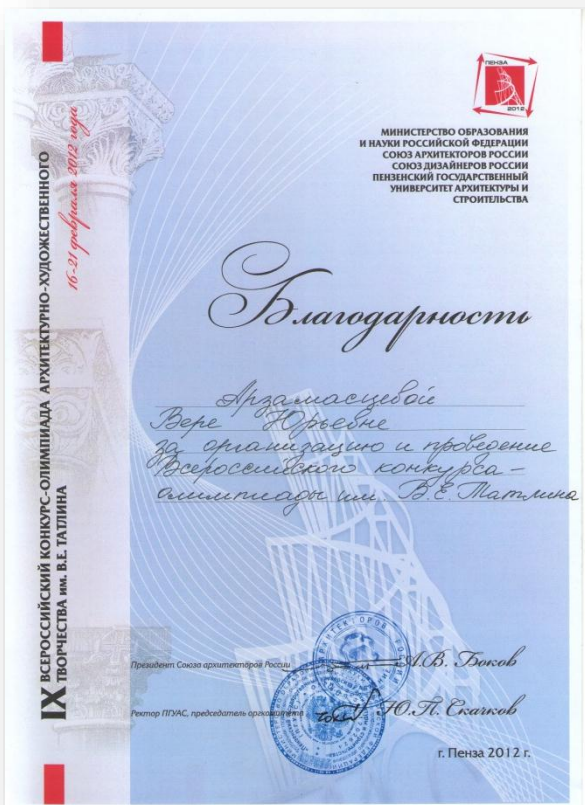 ПЕНЗА
2012
МИНИСТЕРСТВО ОБРАЗОВАНИЯ
И НАУКИ РОССИЙСКОЙ ФЕДЕРАЦИИ
СОЮЗ АРХИТЕКТОРОВ РОССИИ
СОЮЗ ДИЗАЙНЕРОВ РОССИИ
ПЕНЗЕНСКИЙ ГОСУДАРСТВЕННЫЙ
УНИВЕРСИТЕТ АРХИТЕКТУРЫ И
СТРОИТЕЛЬСТВА
IX ВСЕРОССИЙСКИЙ КОНКУРС-ОЛИМПИАДА АРХИТЕКТУРНО-ХУДОЖЕСТВЕННОГО
ТВОРЧЕСТВА им. В.Е. ТАТЛИНА
16-21 февраля 2012 года
Благодарность
Арзамасцевой
Вере Юрьевне
за организацию и проведение
Всероссийского конкурса-
олимпиады им. В.Е. Татлина
Президент Союза архитекторов России
А.В. Боков
Ректор ПГУАС, председатель оргкомитета
Ю.П. Скачков
г. Пенза 2012 г.